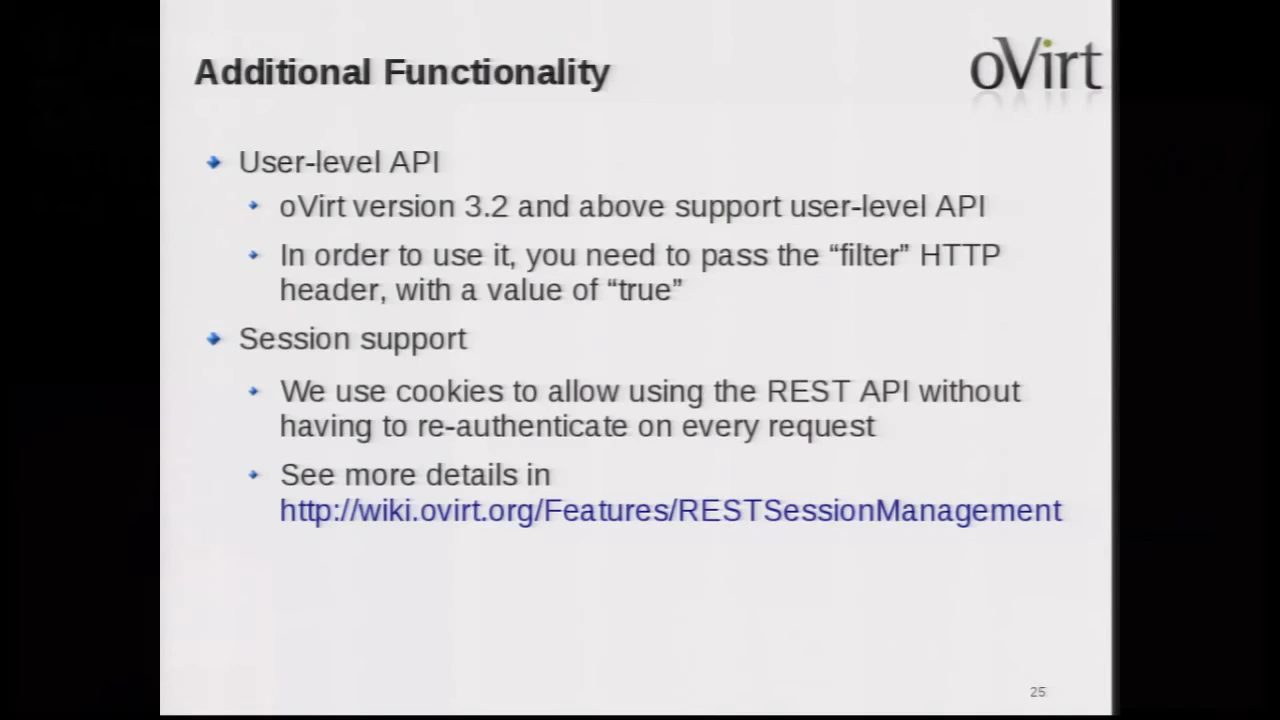 Additional Functionality
oVirt
User-level API
oVirt version 3.2 and above support user-level API
In order to use it, you need to pass the “filter” HTTP
header, with a value of “true”
Session support
We use cookies to allow using the REST API without
having to re-authenticate on every request
See more details in
http://wiki.ovirt.org/Features/RESTSessionManagement
25